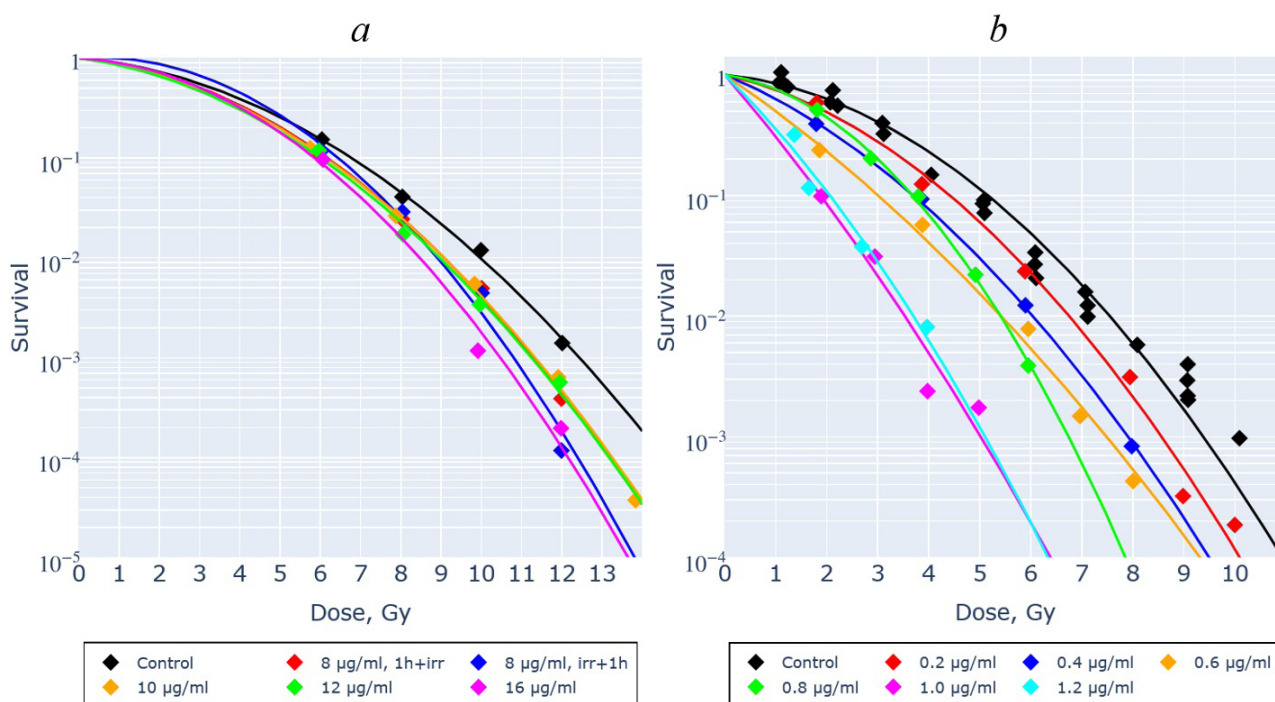 a
b
1
10⁻¹
10⁻²
10⁻³
10⁻⁴
10⁻⁵
Survival
0 1 2 3 4 5 6 7 8 9 10 11 12 13
Dose, Gy
Control
8 μg/ml, 1h+irr
8 μg/ml, irr+1h
10 μg/ml
12 μg/ml
16 μg/ml
1
10⁻¹
10⁻²
10⁻³
10⁻⁴
Survival
0 1 2 3 4 5 6 7 8 9 10
Dose, Gy
Control
0.2 μg/ml
0.4 μg/ml
0.6 μg/ml
0.8 μg/ml
1.0 μg/ml
1.2 μg/ml